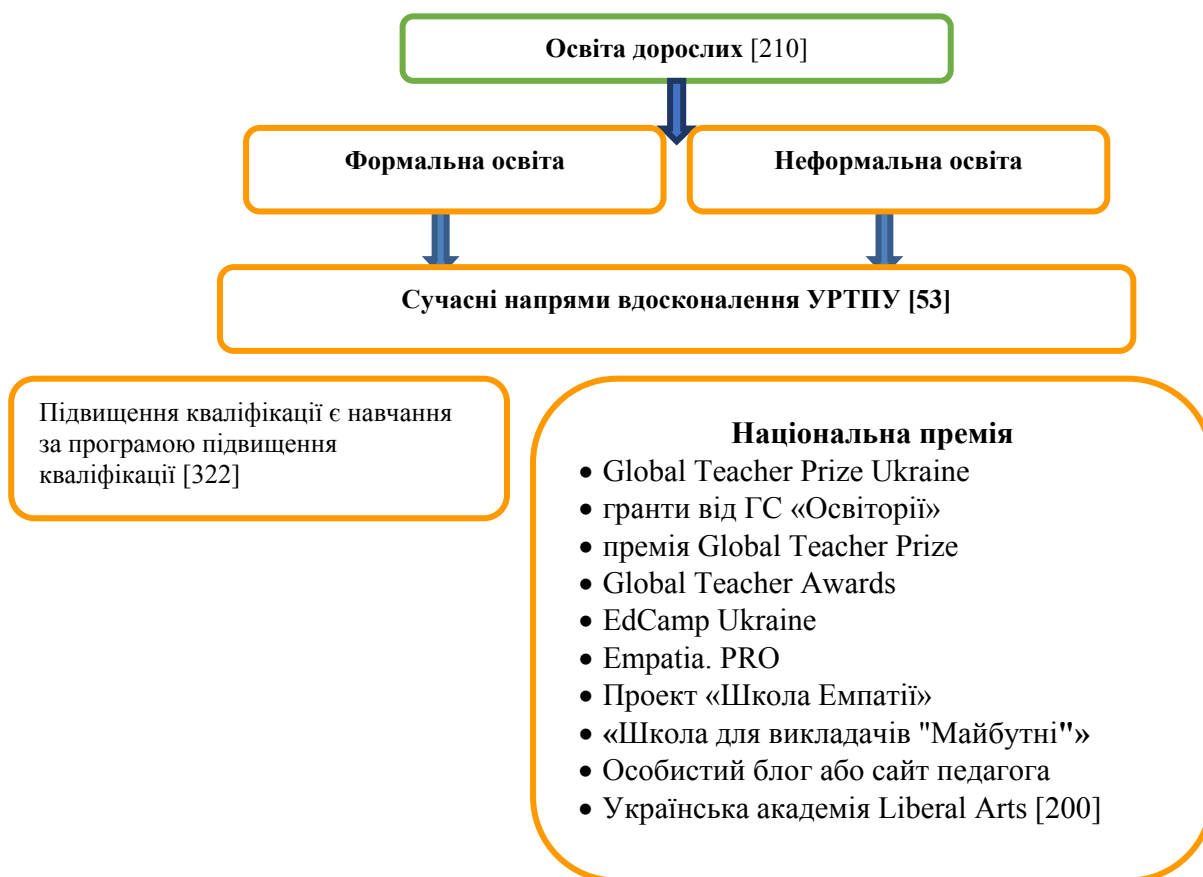 Освіта дорослих [210]
Формальна освіта
Неформальна освіта
Сучасні напрями вдосконалення УРТПУ [53]
Підвищення кваліфікації є навчання
за програмою підвищення
кваліфікації [322]
Національна премія
• Global Teacher Prize Ukraine
• гранти від ГС «Освіторії»
• премія Global Teacher Prize
• Global Teacher Awards
• EdCamp Ukraine
• Empatia. PRO
• Проект «Школа Емпатії»
• «Школа для викладачів "Майбутні"»
• Особистий блог або сайт педагога
• Українська академія Liberal Arts [200]